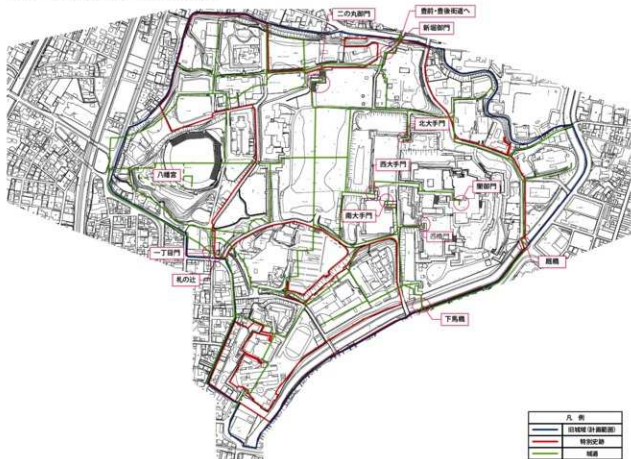 二の丸御門
豊前・豊後街道へ
新堀御門
北大手門
西大手門
闇御門
八幡宮
南大手門
一丁目門
札の辻
厩橋
下馬橋
凡 例
旧城域(計画範囲)
特別史跡
城道